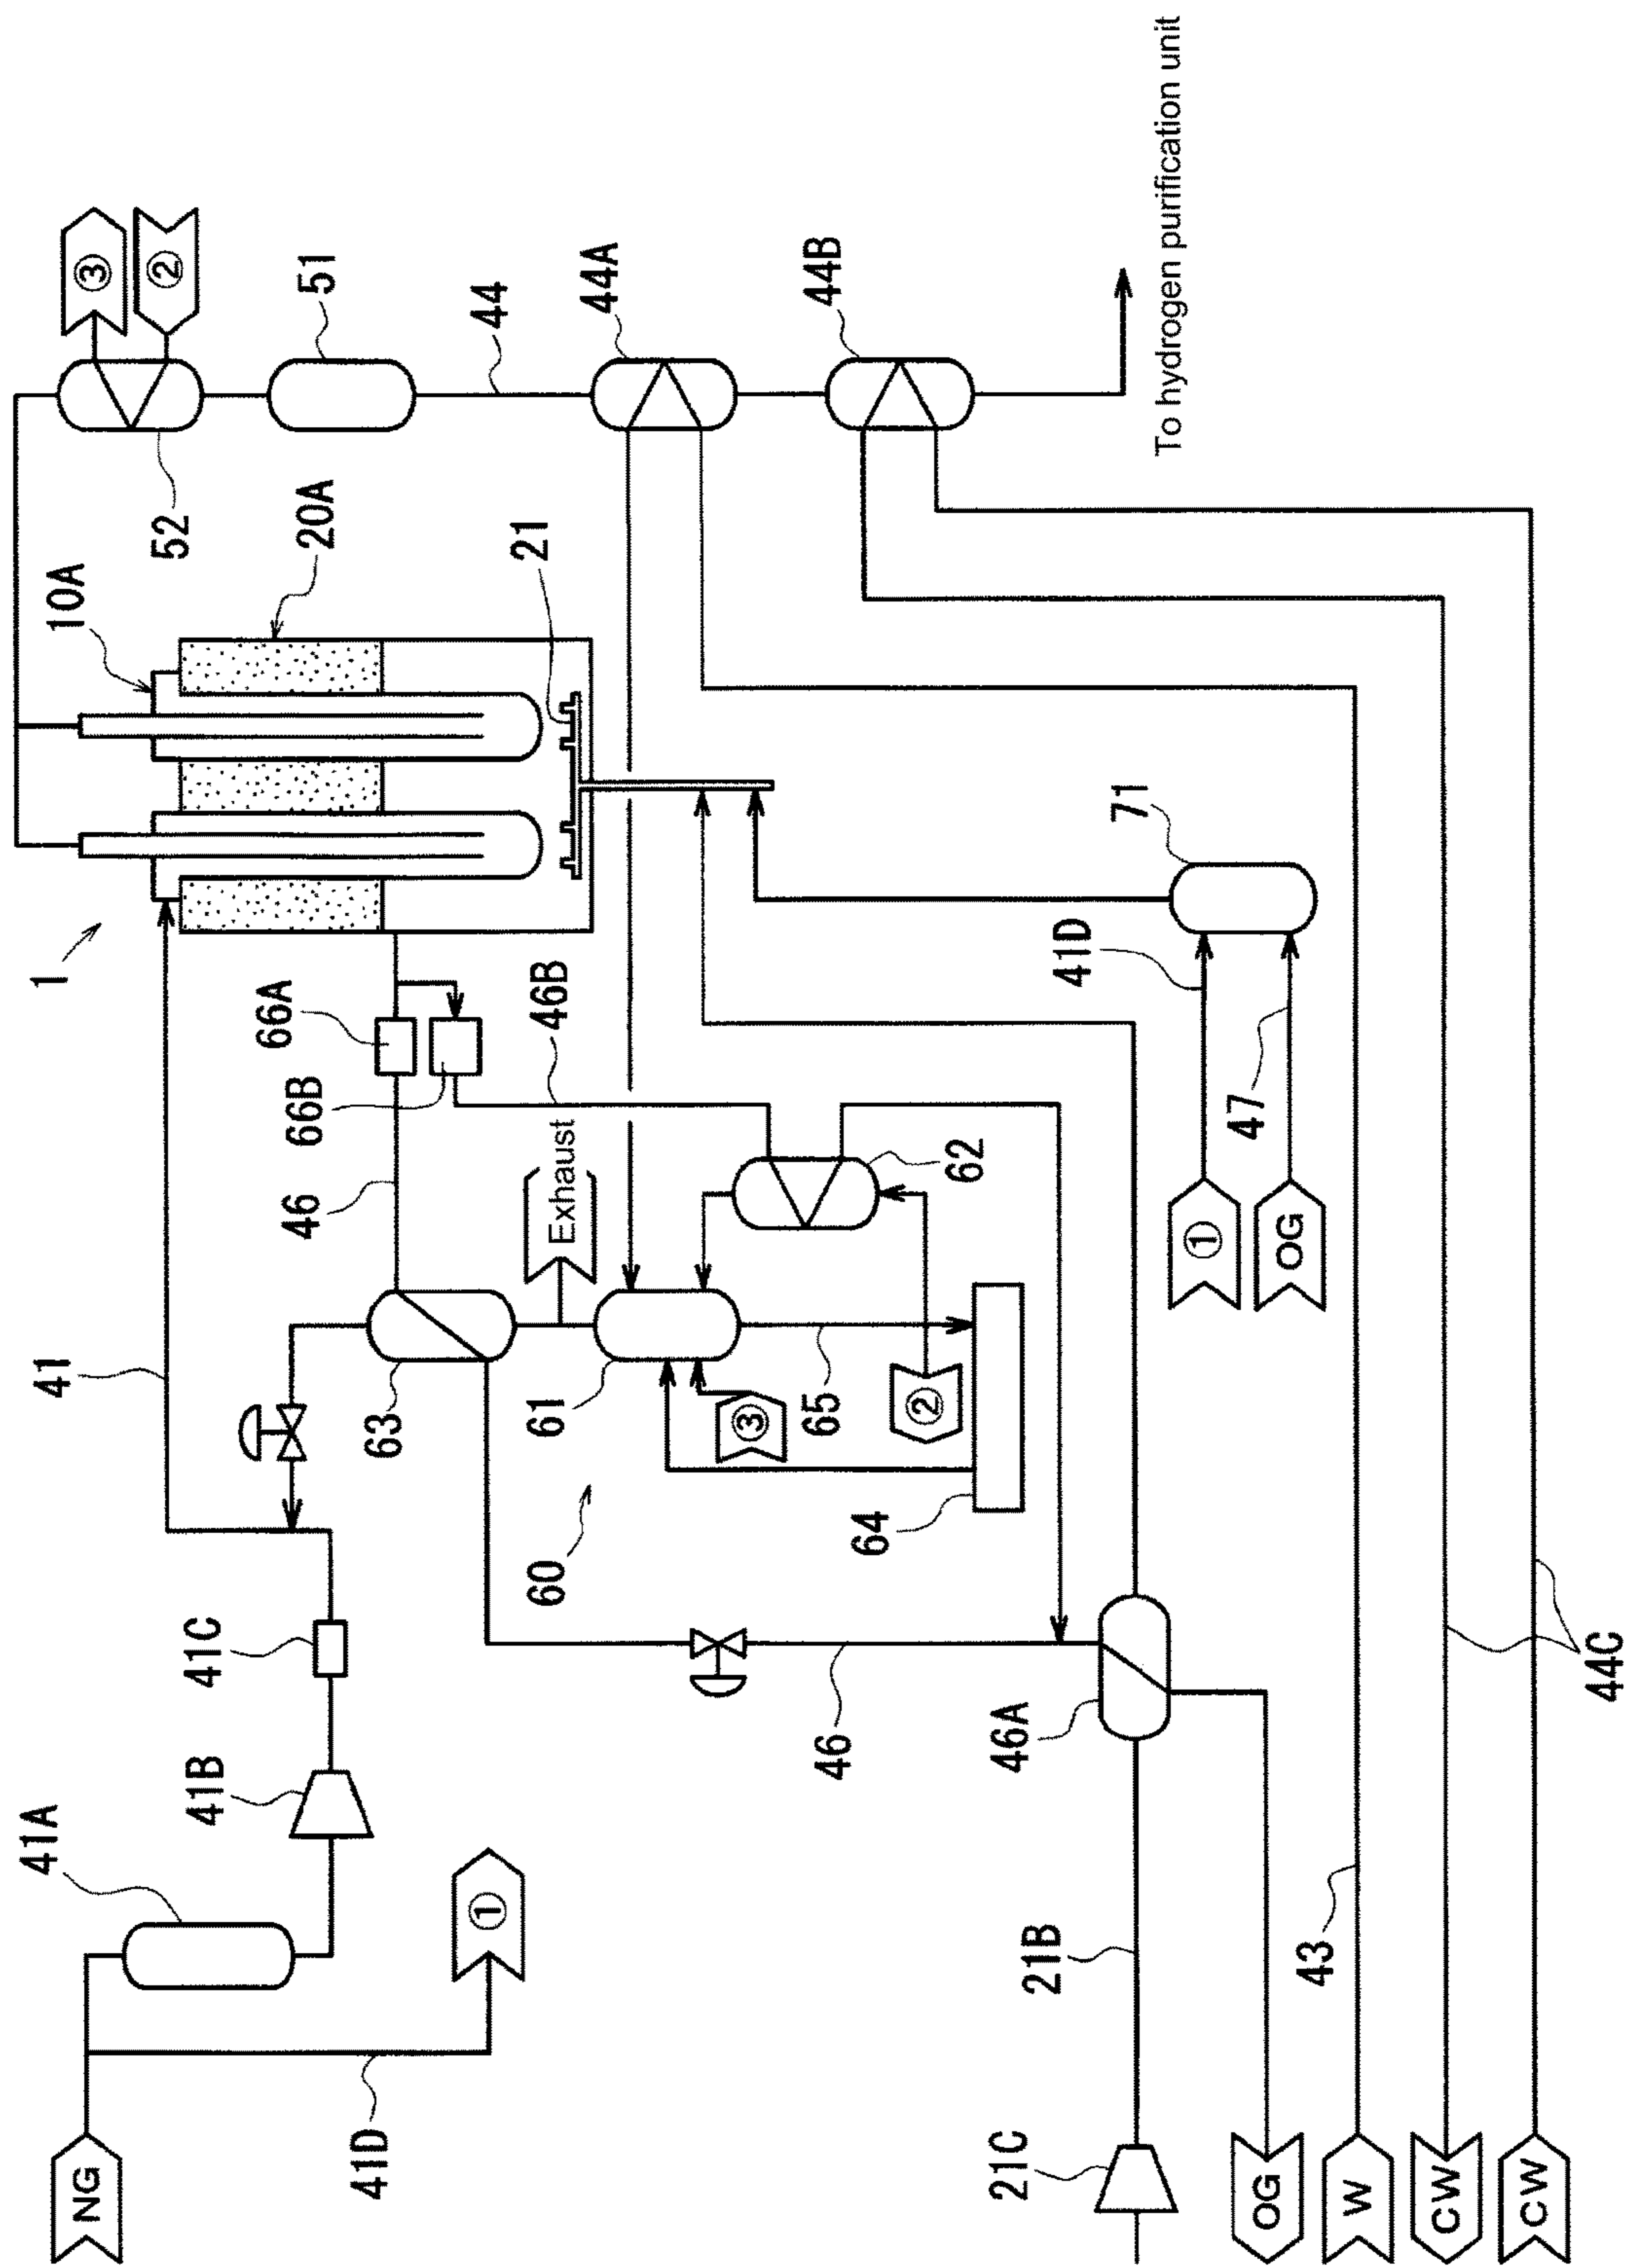 41A
41
1
10A
NG
③
②
52
41C
41B
66A
46
66B
20A
51
41D
63
①
44
21
60
61
46B
Exhaust
44A
③
65
44B
46
64
②
62
21C
46A
21B
41D
71
To hydrogen purification unit
①
47
OG
OG
43
W
CW
CW
44C